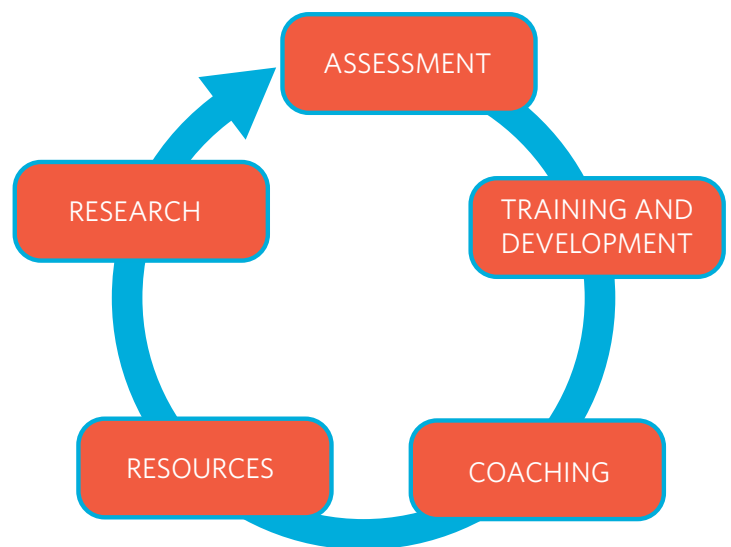 ASSESSMENT
TRAINING AND
DEVELOPMENT
COACHING
RESOURCES
RESEARCH